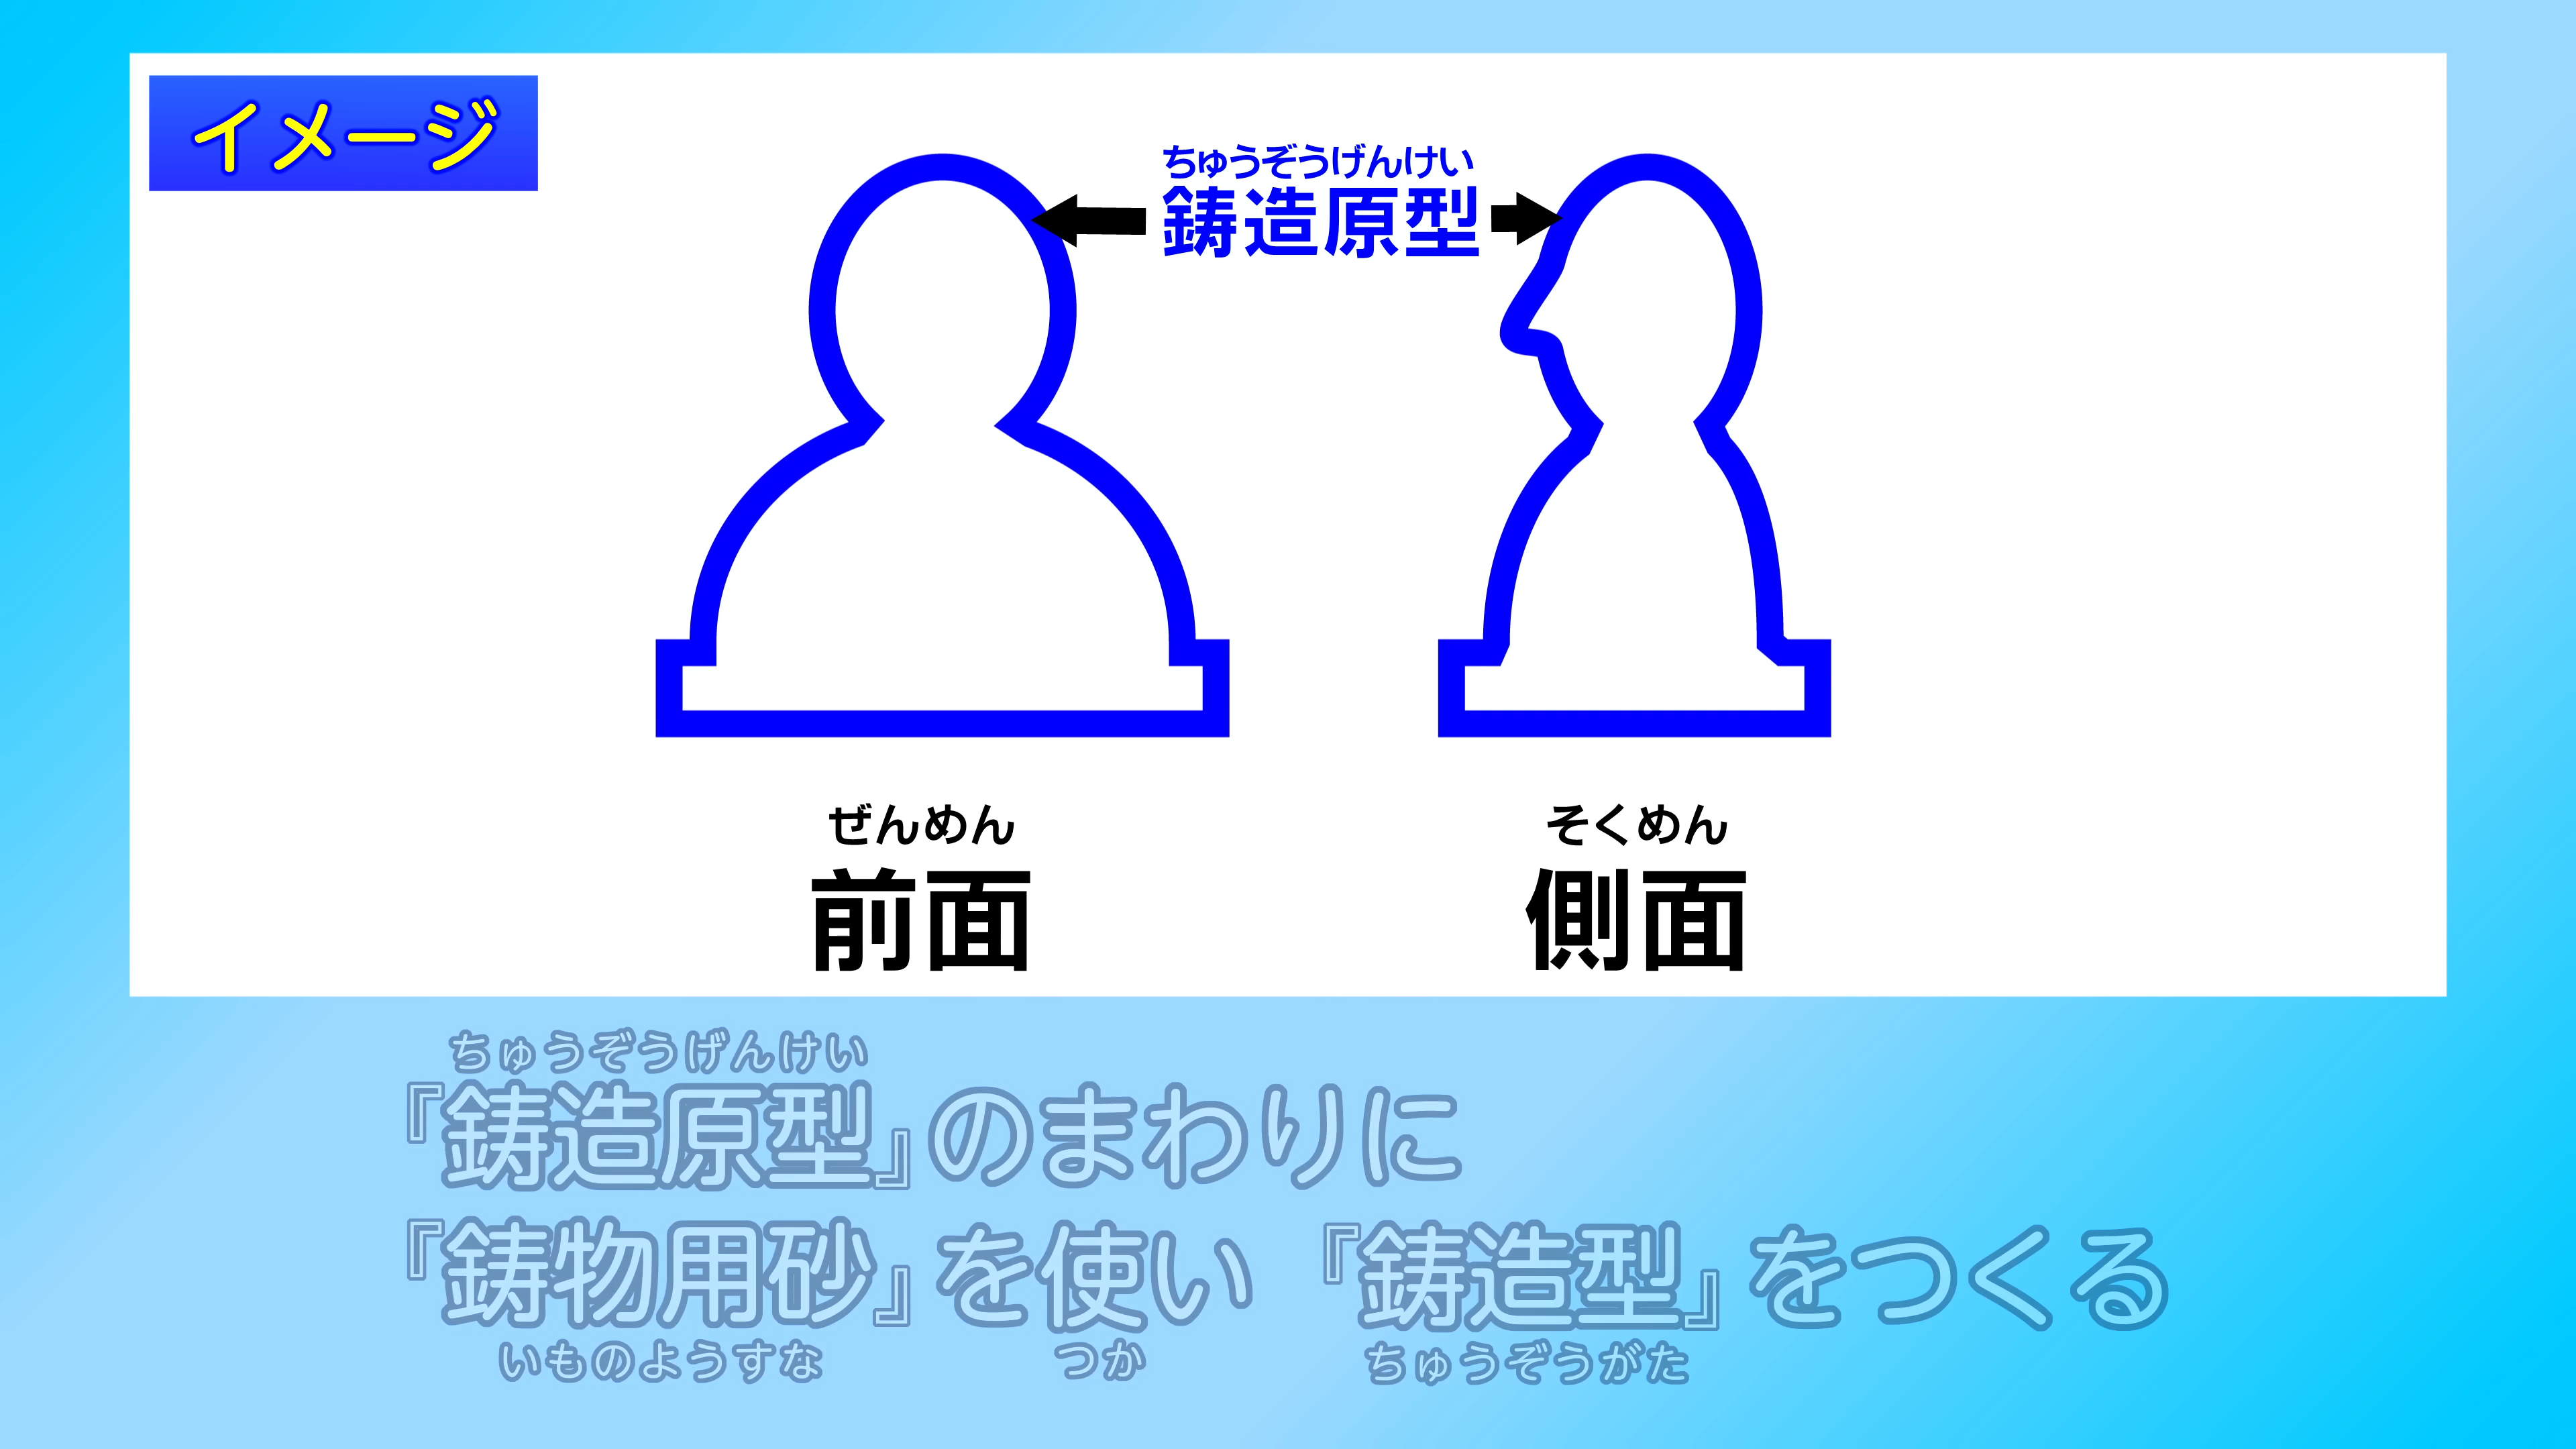 イメージ
ちゅうぞうげんけい
鋳造原型
ぜんめん
前面
そくめん
側面
ちゅうぞうげんけい
『鋳造原型』のまわりに
『鋳物用砂』を使い『鋳造型』をつくる
いものようすな つか ちゅうぞうがた